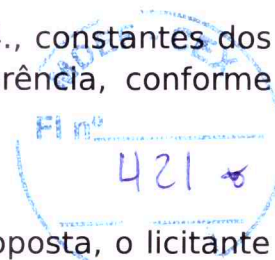 ., constantes dos
rência, conforme
Fl nº
421
oposta, o licitante